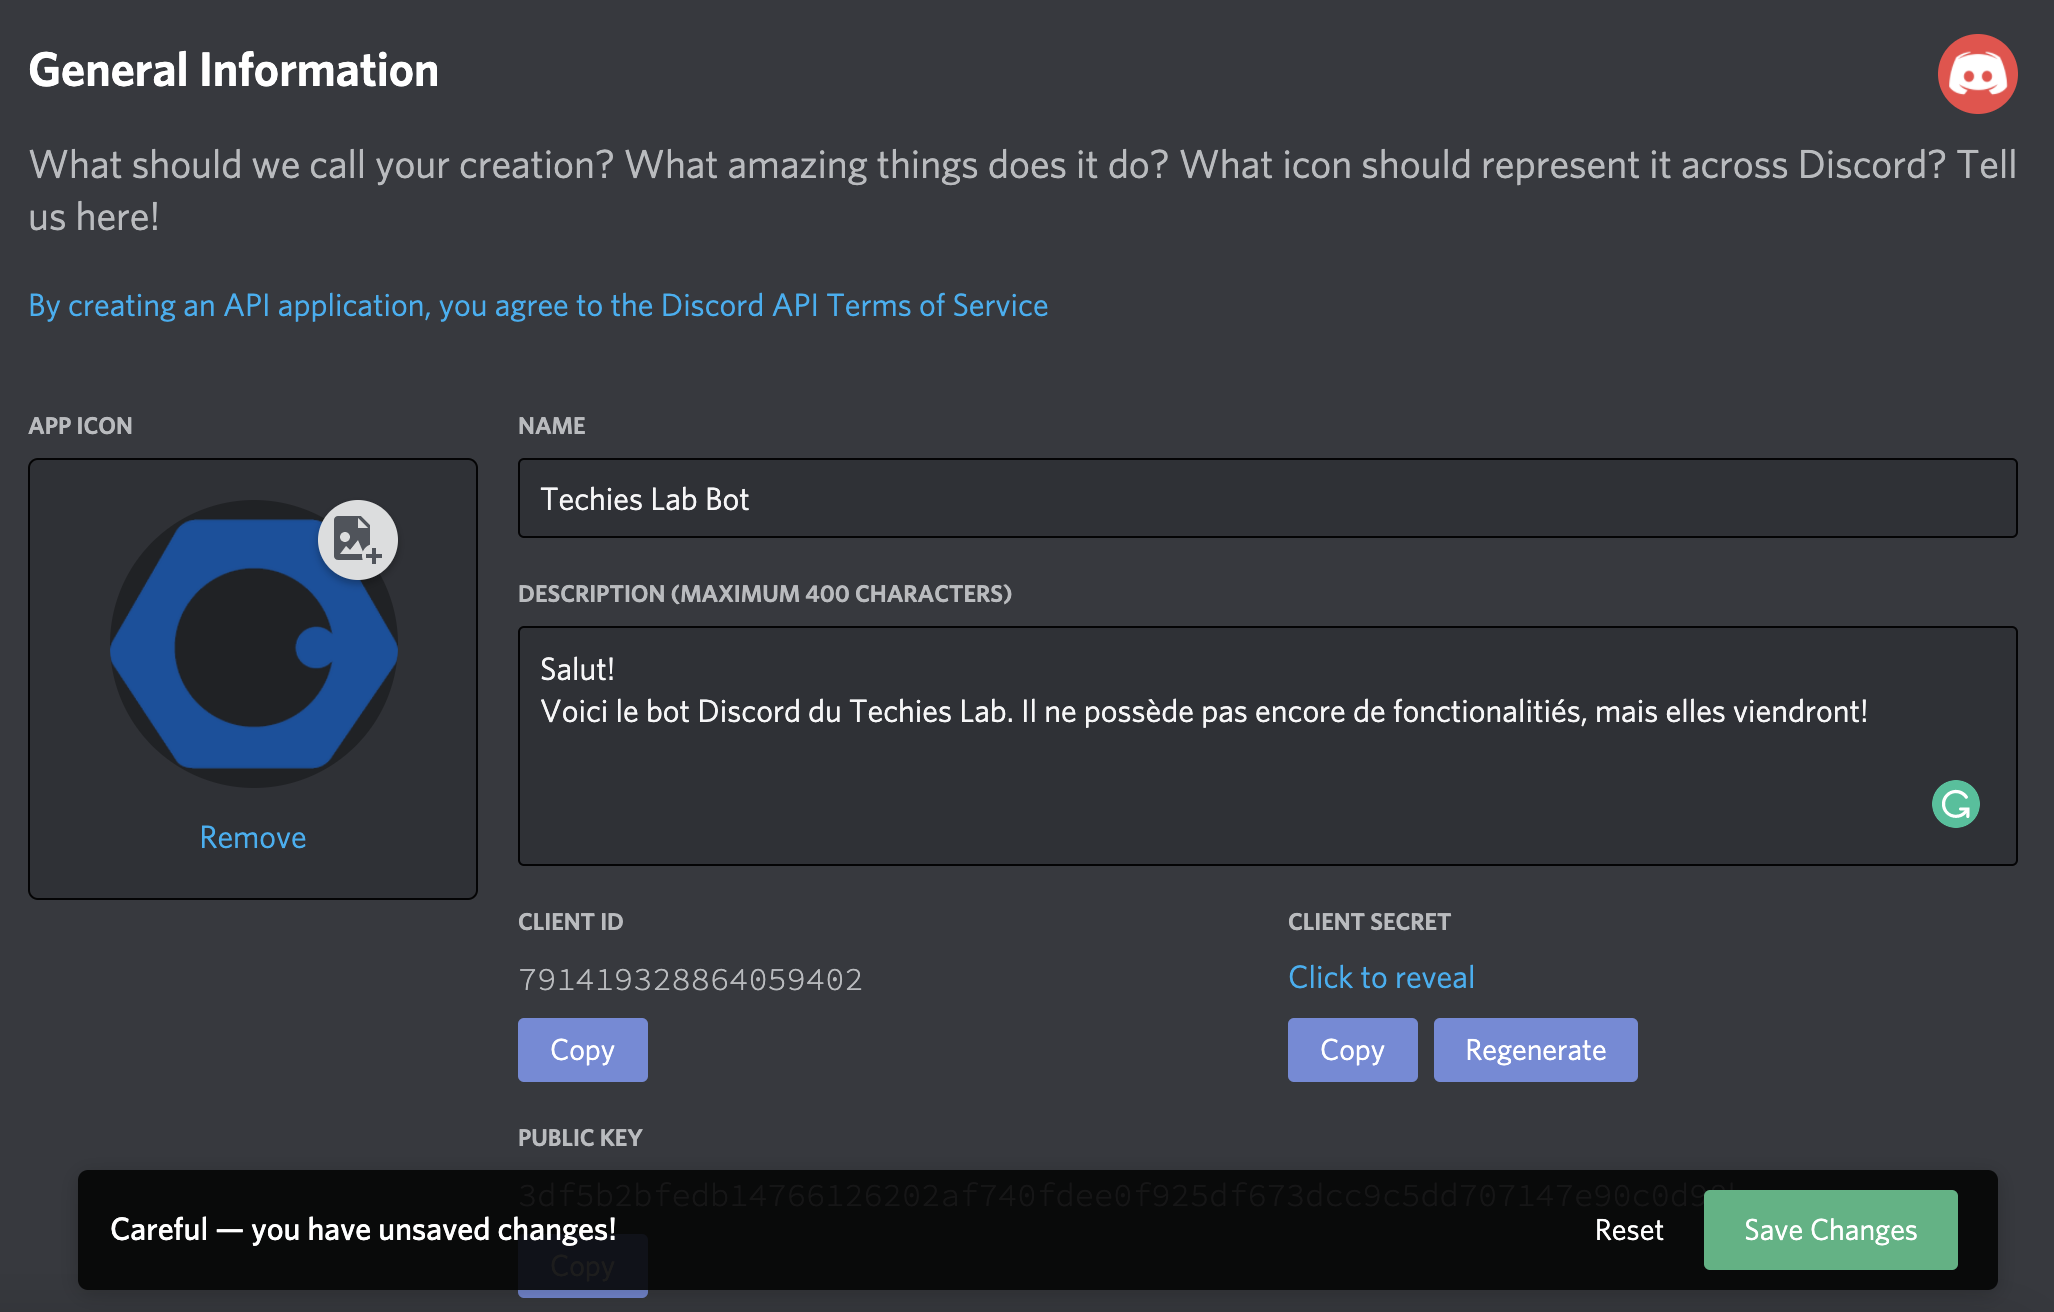 General Information
What should we call your creation? What amazing things does it do? What icon should represent it across Discord? Tell
us here!
By creating an API application, you agree to the Discord API Terms of Service
APP ICON
NAME
Techies Lab Bot
DESCRIPTION (MAXIMUM 400 CHARACTERS)
Salut!
Voici le bot Discord du Techies Lab. Il ne possède pas encore de fonctionalitiés, mais elles viendront!
Remove
CLIENT ID
CLIENT SECRET
791419328864059402
Click to reveal
Copy
Copy
Regenerate
PUBLIC KEY
Careful — you have unsaved changes!
Reset
Save Changes
Copy